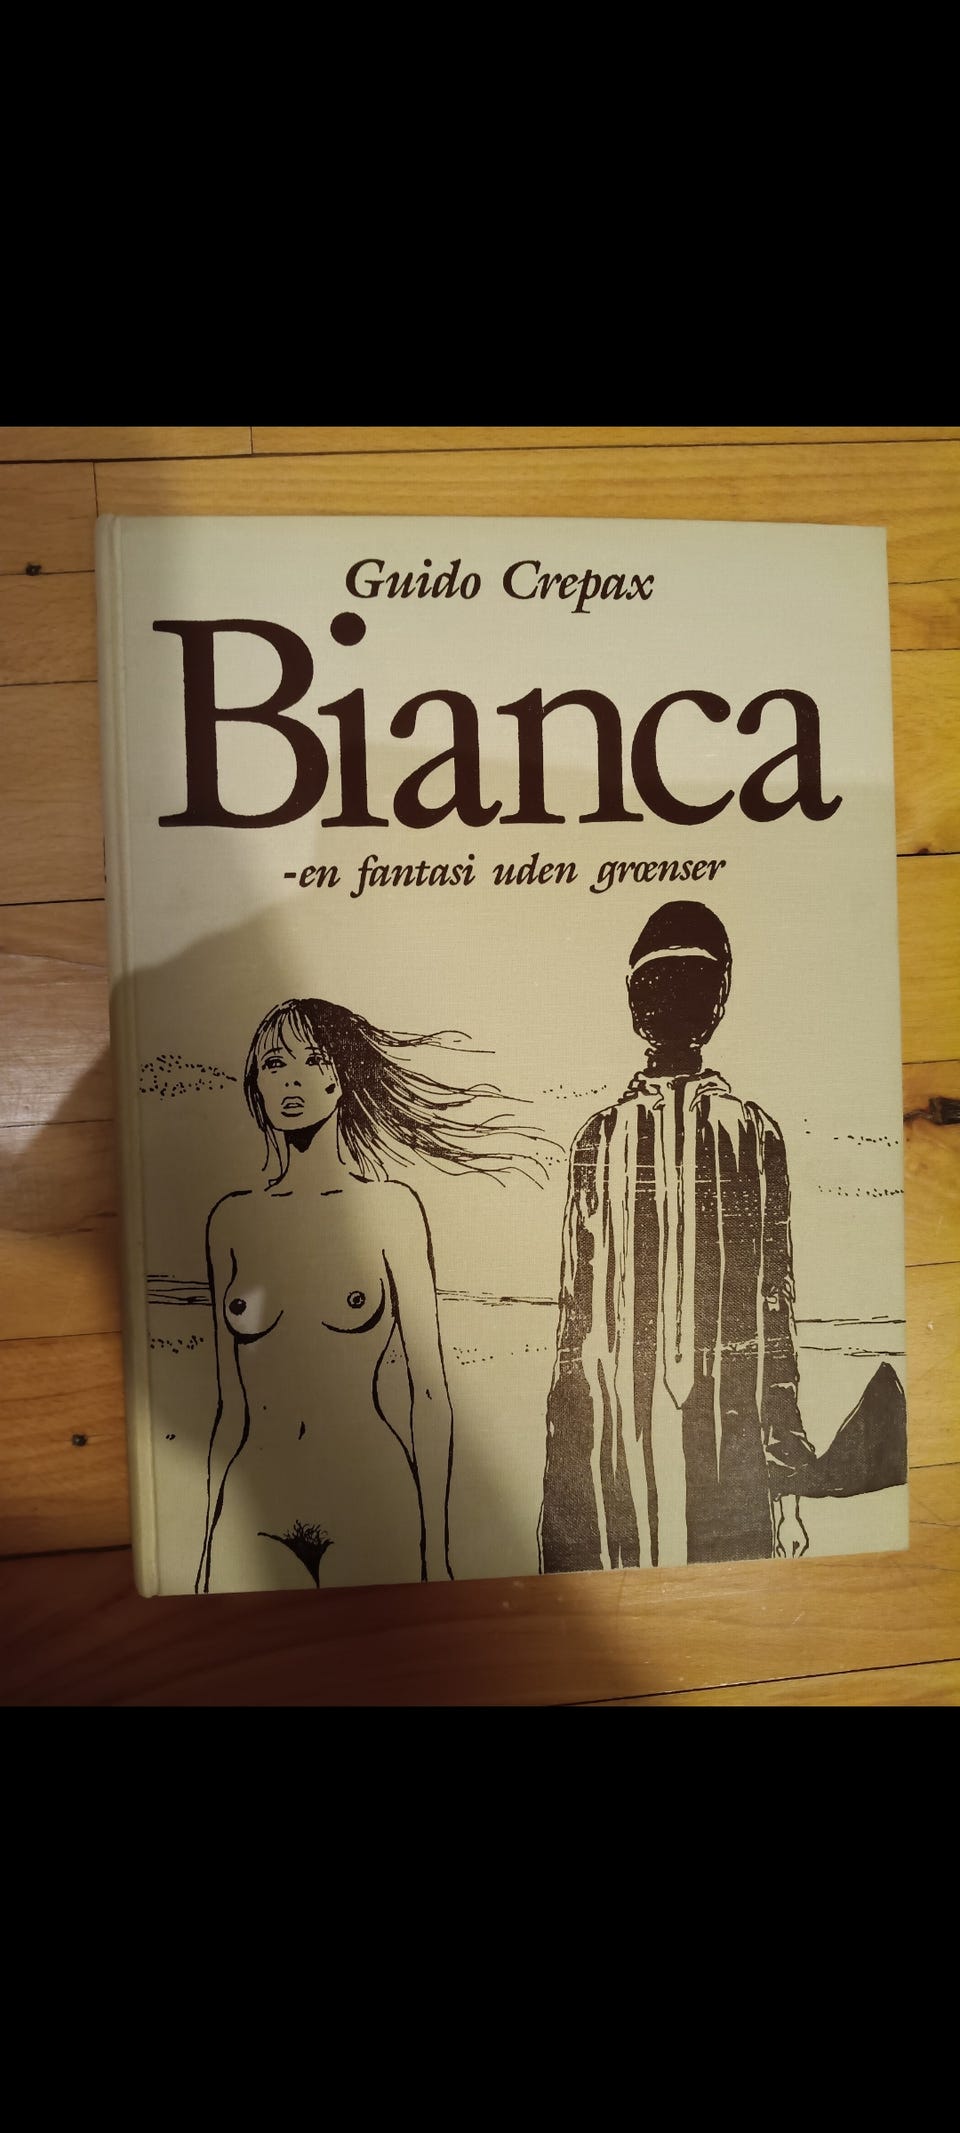 Guido Crepax
Bianca
-en fantasi uden grænser